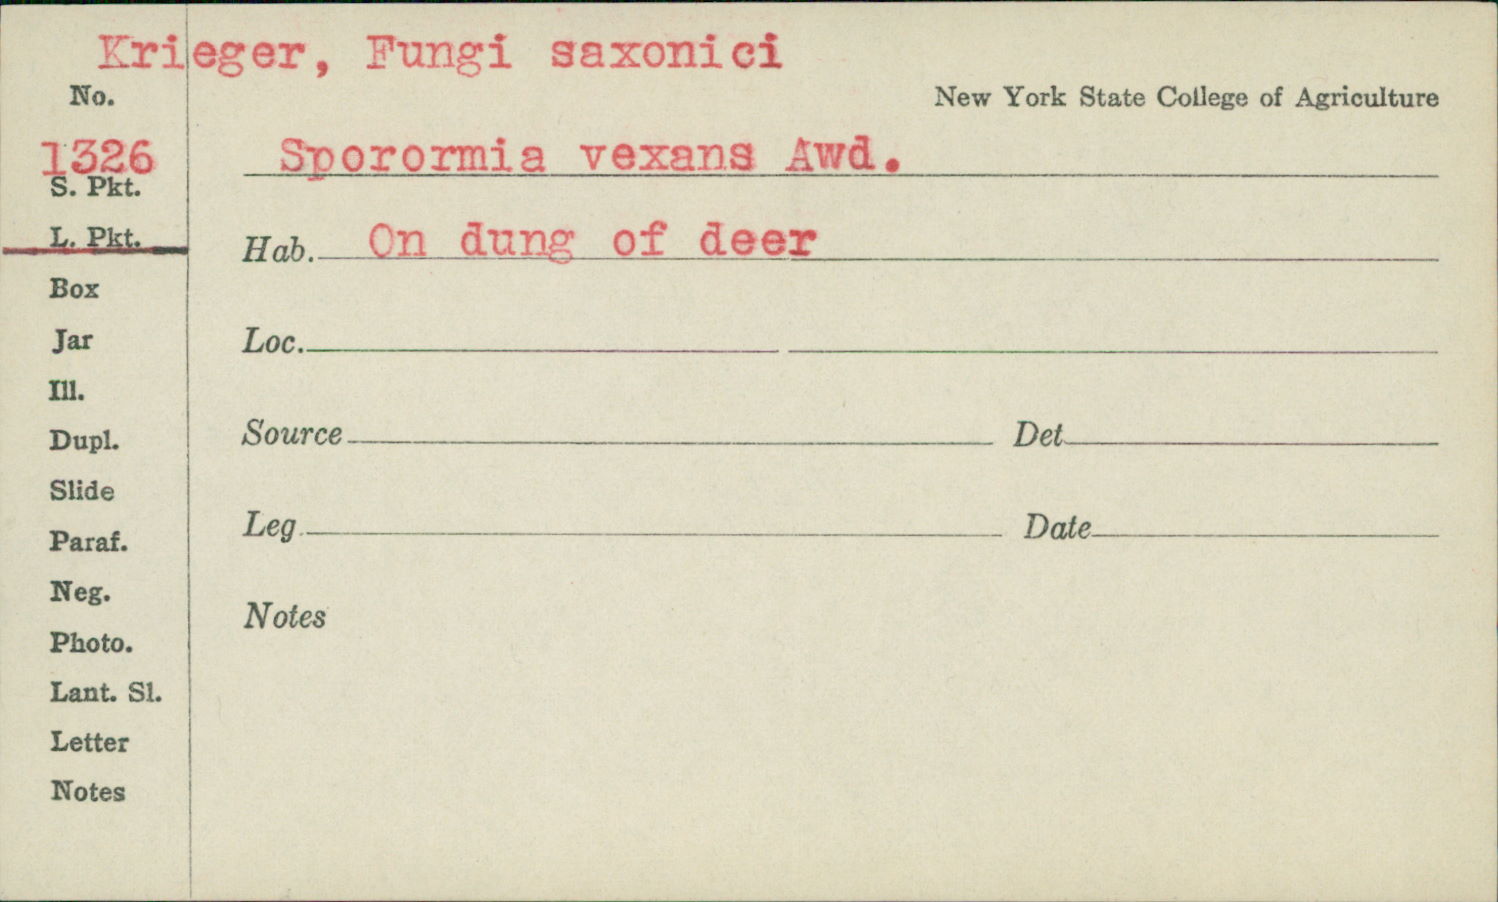 Krieger, Fungi saxonici
No.
New York State College of Agriculture
1326
Sporormia vexans Awd.
S. Pkt.
L. Pkt.
Hab. On dung of deer
Box
Jar
Loc.
Ill.
Dupl.
Source
Det.
Slide
Leg.
Date
Paraf.
Neg.
Notes
Photo.
Lant. Sl.
Letter
Notes